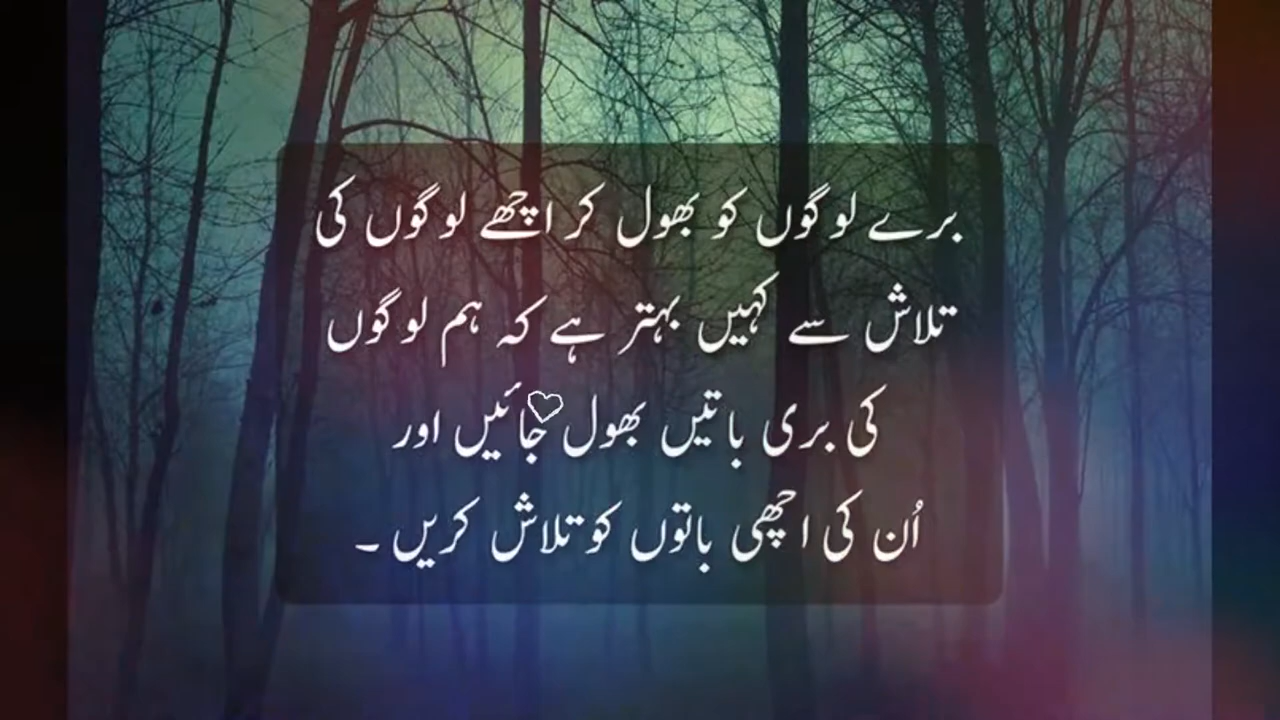 برے لوگوں کو بھول کر اچھے لوگوں کی
تلاش سے کہیں بہتر ہے کہ ہم لوگوں
کی بری باتیں بھول جائیں اور
اُن کی اچھی باتوں کو تلاش کریں ۔